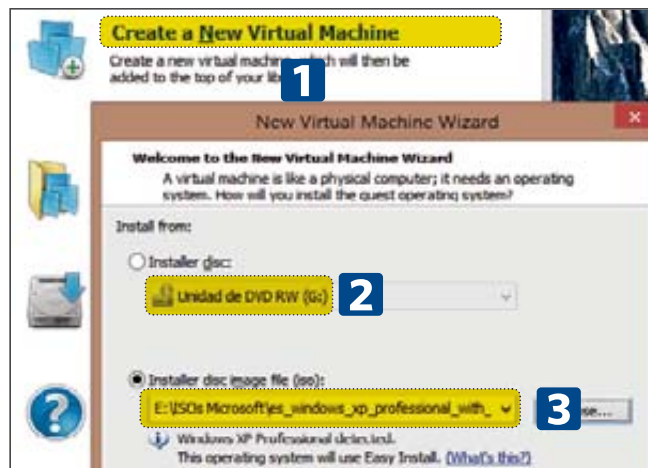 Create a New Virtual Machine
Create a new virtual machine, which will then be
added to the top of your
1
New Virtual Machine Wizard
Welcome to the New Virtual Machine Wizard
A virtual machine is like a physical computer; it needs an operating
system. How will you install the guest operating system?
Install from:
Installer disc:
Unidad de DVD RW (G:)
2
Installer disc image file (iso):
E:\ISOs Microsoft\es_windows_xp_professional_with_
3
Windows XP Professional detected.
This operating system will use Easy Install. (What's this?)